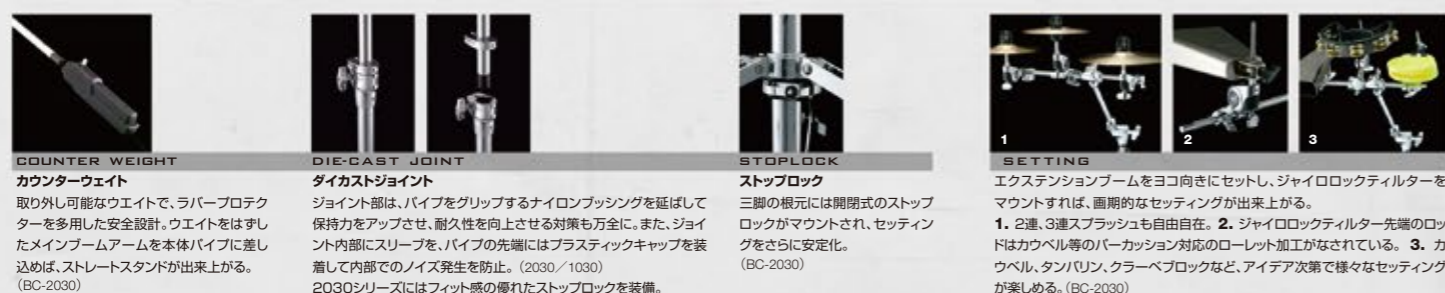 COUNTER WEIGHT
カウンターウェイト
取り外し可能なウエイトで、ラバープロテク
ターを多用した安全設計。ウエイトをはずし
たメインブームアームを本体パイプに差し
込めば、ストレートスタンドが出来上がる。
(BC-2030)
DIE-CAST JOINT
ダイカストジョイント
ジョイント部は、パイプをグリップするナイロンブッシングを延ばして
保持力をアップさせ、耐久性を向上させる対策も万全に。また、ジョイ
ント内部にスリーブを、パイプの先端にはプラスティックキャップを装
着して内部でのノイズ発生を防止。(2030/1030)
2030シリーズにはフィット感の優れたストップロックを装備。
STOPLOCK
ストップロック
三脚の根元には開閉式のストップ
ロックがマウントされ、セッティン
グをさらに安定化。
(BC-2030)
1
2
3
SETTING
エクステンションブームをヨコ向きにセットし、ジャイロロックティルターを
マウントすれば、画期的なセッティングが出来上がる。
1. 2連、3連スプラッシュも自由自在。2. ジャイロロックティルター先端のロッ
ドはカウベル等のパーカッション対応のローレット加工がなされている。3. カ
ウベル、タンバリン、クラーベブロックなど、アイデア次第で様々なセッティング
が楽しめる。(BC-2030)